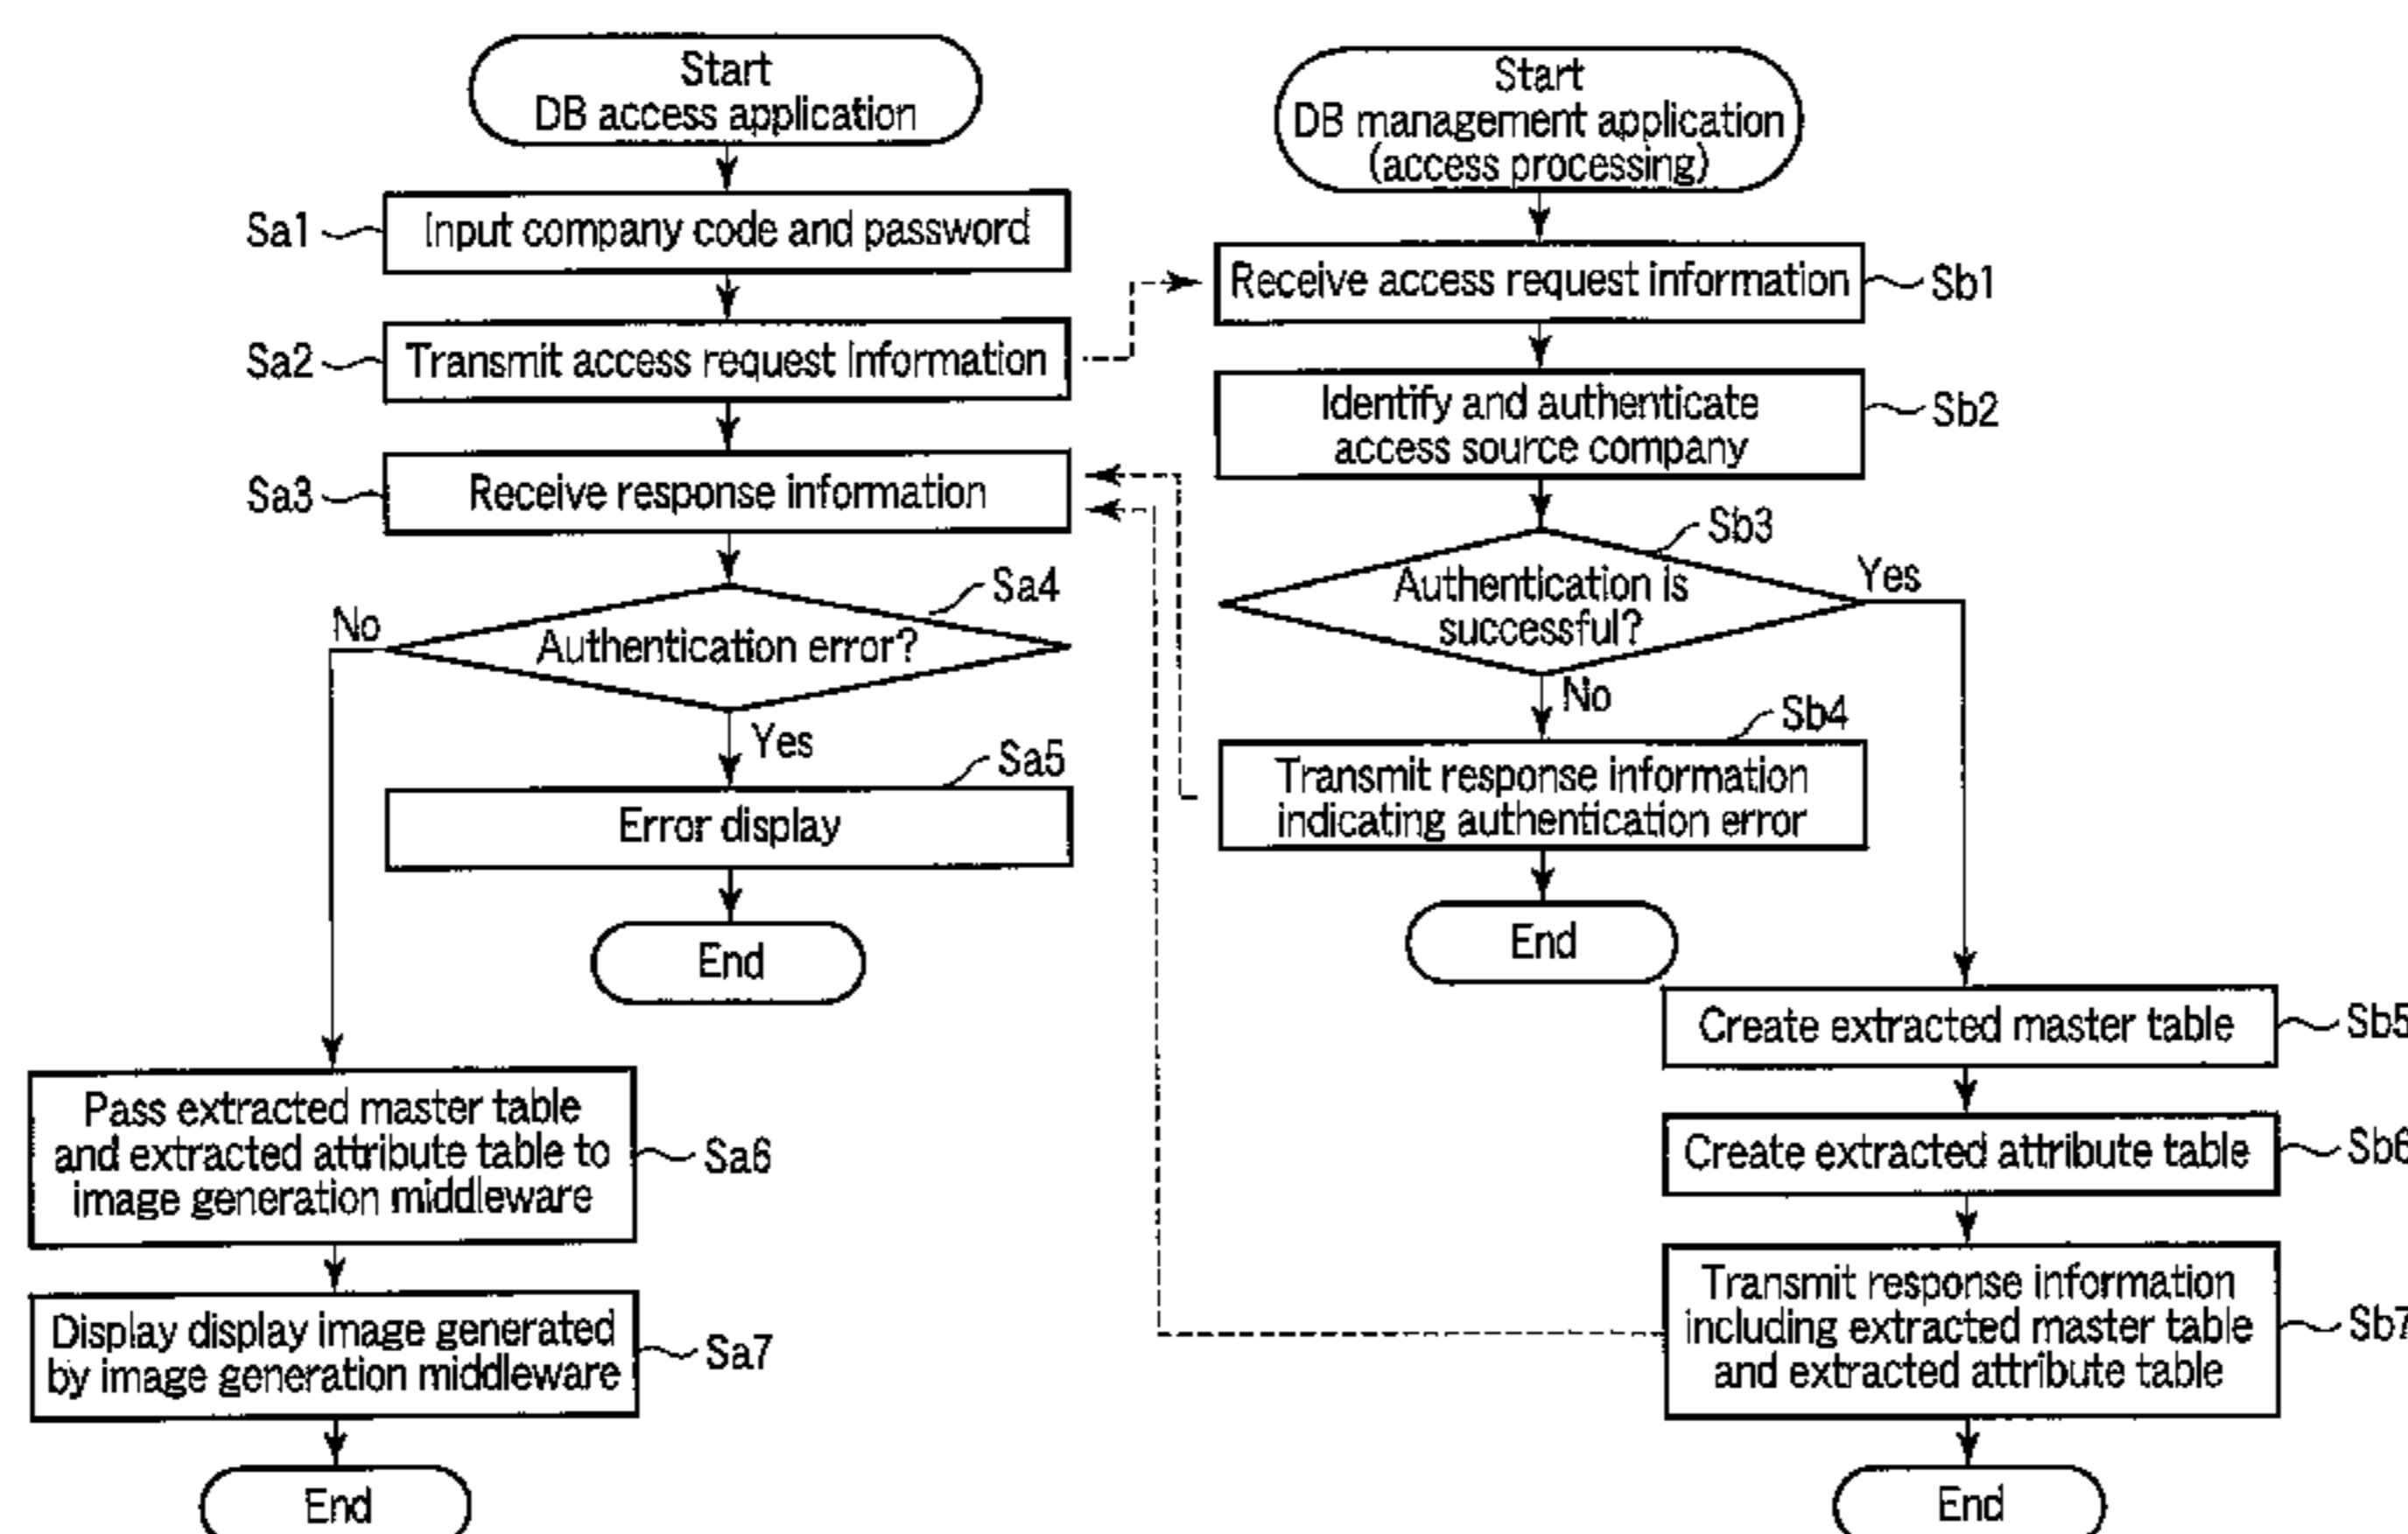 Start
DB access application
Sa1
Input company code and password
Sa2
Transmit access request information
Sa3
Receive response information
Sa4
No
Authentication error?
Yes
Sa5
Error display
End
Pass extracted master table
and extracted attribute table to
image generation middleware
Sa6
Display display image generated
by image generation middleware
Sa7
End
Start
DB management application
(access processing)
Receive access request information
Sb1
Identify and authenticate
access source company
Sb2
Sb3
Authentication is
successful?
Yes
No
Sb4
Transmit response information
indicating authentication error
End
Create extracted master table
Sb5
Create extracted attribute table
Sb6
Transmit response information
including extracted master table
and extracted attribute table
Sb7
End